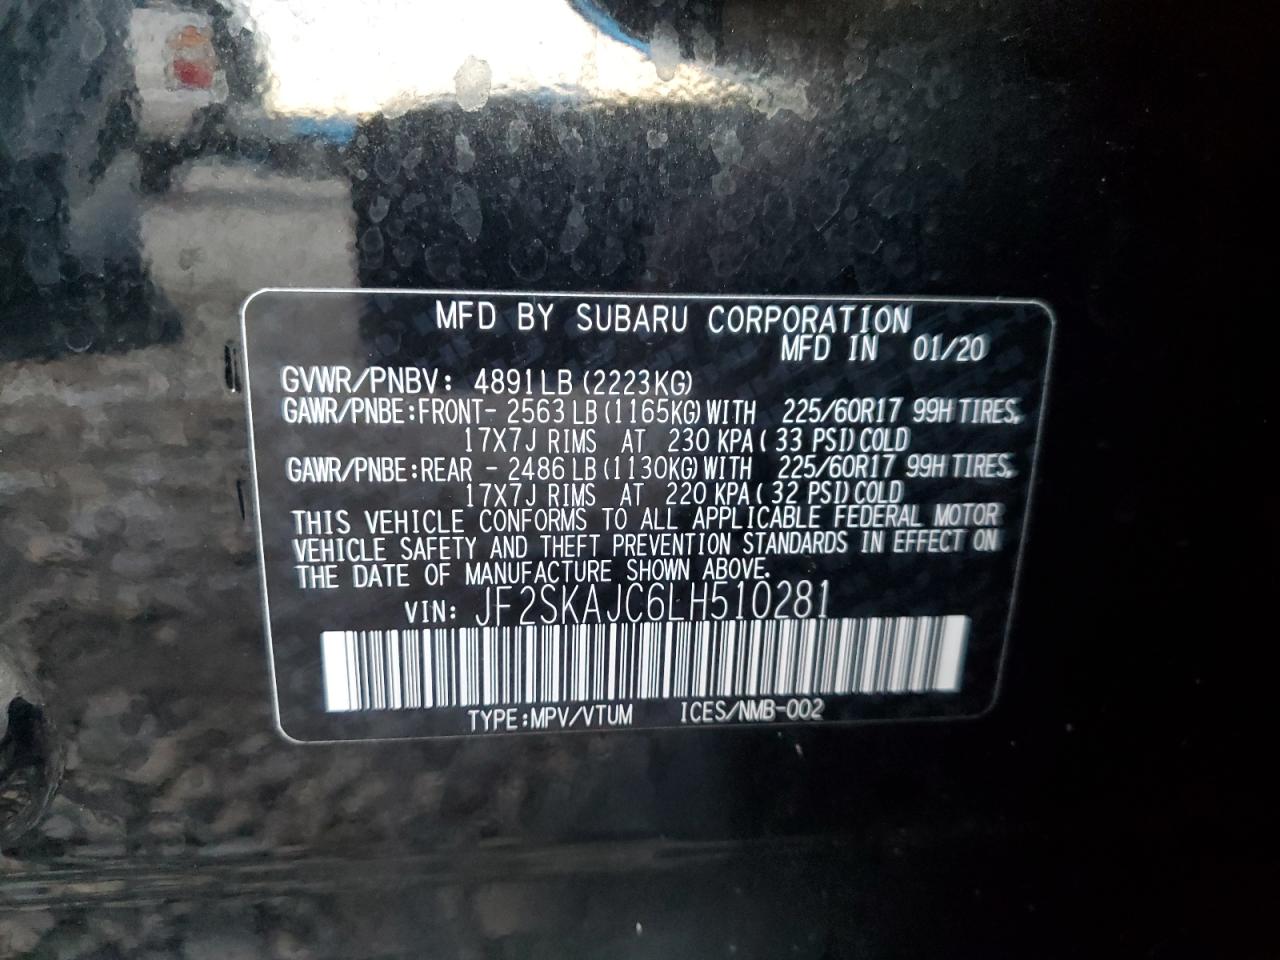 MFD BY SUBARU CORPORATION
MFD IN 01/20
GVWR/PNBV: 4891LB (2223KG)
GAWR/PNBE:FRONT- 2563LB (1165KG) WITH 225/60R17 99H TIRES,
17X7J RIMS AT 230 KPA ( 33 PSI) COLD
GAWR/PNBE:REAR - 2486LB (1130KG) WITH 225/60R17 99H TIRES,
17X7J RIMS AT 220 KPA ( 32 PSI) COLD
THIS VEHICLE CONFORMS TO ALL APPLICABLE FEDERAL MOTOR
VEHICLE SAFETY AND THEFT PREVENTION STANDARDS IN EFFECT ON
THE DATE OF MANUFACTURE SHOWN ABOVE.
VIN: JF2SKAJC6LH510281
TYPE:MPV/VTUM ICES/NMB-002